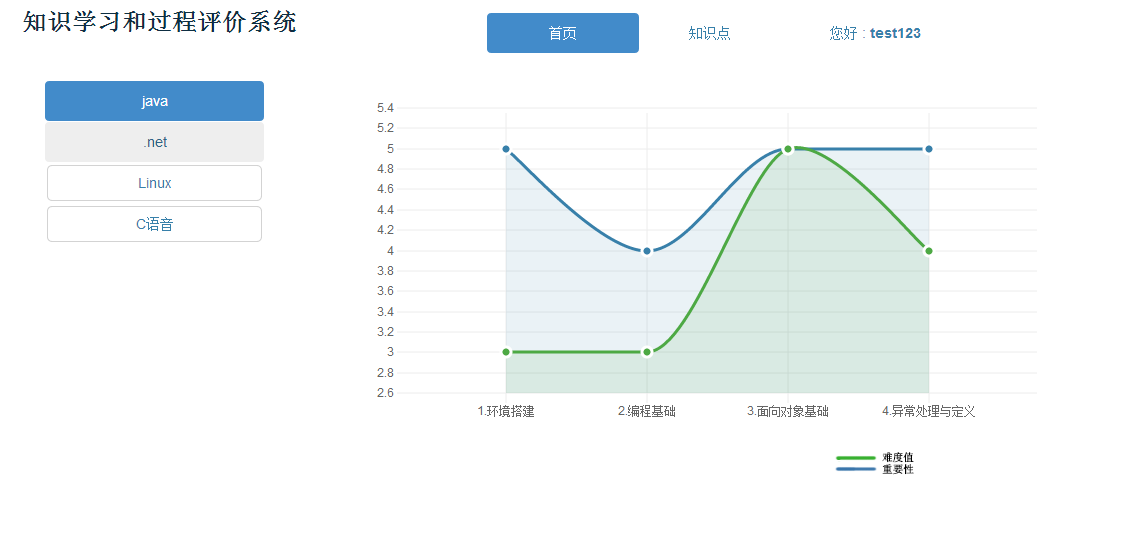 知识学习和过程评价系统
首页
知识点
您好 : test123
java
.net
Linux
C语音
5.4
5.2
5
4.8
4.6
4.4
4.2
4
3.8
3.6
3.4
3.2
3
2.8
2.6
1.环境搭建
2.编程基础
3.面向对象基础
4.异常处理与定义
难度值
重要性